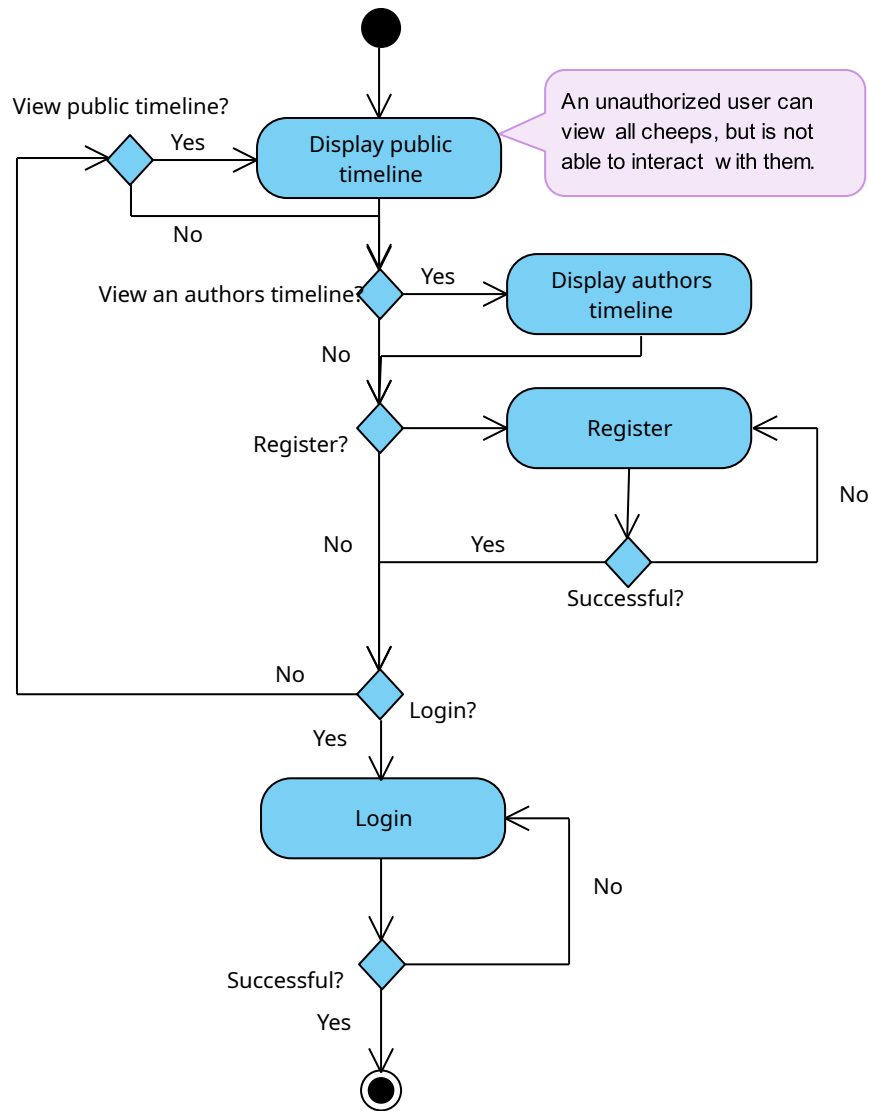 View public timeline?
Yes
Display public
timeline
An unauthorized user can
view all cheeps, but is not
able to interact with them.
No
View an authors timeline?
Yes
Display authors
timeline
No
Register?
Register
No
No
Yes
Successful?
No
Login?
Yes
Login
No
Successful?
Yes